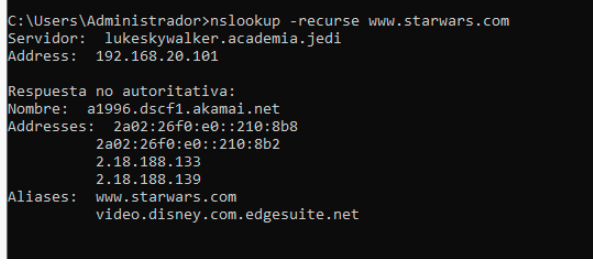 C:\Users\Administrador>nslookup -recurse www.starwars.com
Servidor:  lukeskywalker.academia.jedi
Address:  192.168.20.101
Respuesta no autoritativa:
Nombre:  a1996.dscf1.akamai.net
Addresses:  2a02:26f0:e0::210:8b8
2a02:26f0:e0::210:8b2
2.18.188.133
2.18.188.139
Aliases:  www.starwars.com
video.disney.com.edgesuite.net